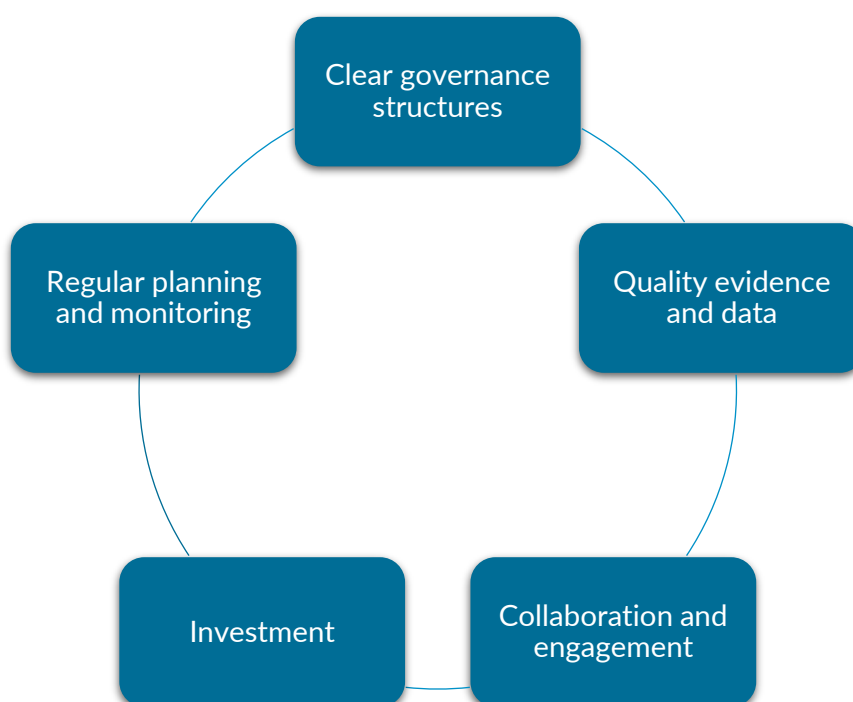 Clear governance
structures
Quality evidence
and data
Collaboration and
engagement
Investment
Regular planning
and monitoring